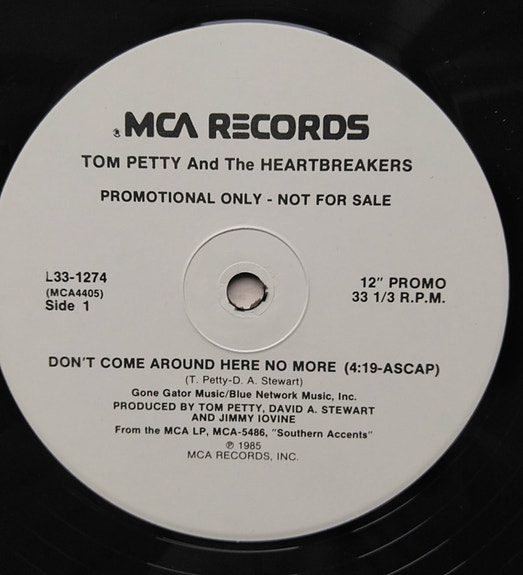 ® MCA RECORDS
TOM PETTY And The HEARTBREAKERS
PROMOTIONAL ONLY - NOT FOR SALE
L33-1274
(MCA4405)
Side 1
12" PROMO
33 1/3 R.P.M.
DON'T COME AROUND HERE NO MORE (4:19-ASCAP)
(T. Petty-D. A. Stewart)
Gone Gator Music/Blue Network Music, Inc.
PRODUCED BY TOM PETTY, DAVID A. STEWART
AND JIMMY IOVINE
From the MCA LP, MCA-5486, "Southern Accents"
℗ 1985
MCA RECORDS, INC.